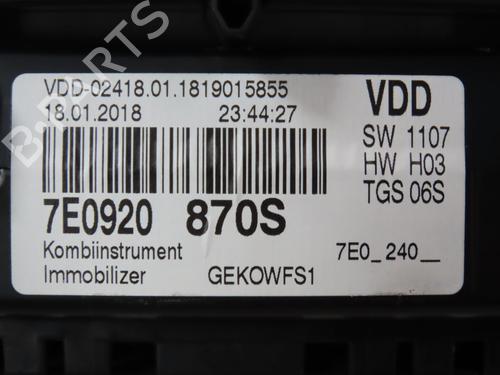 VDD-02418.01.1819015855
18.01.2018 23:44:27
VDD
SW 1107
HW H03
TGS 06S
7E0920 870S
Kombiinstrument 7E0_240__
Immobilizer GEKOWFS1
B-PARTS